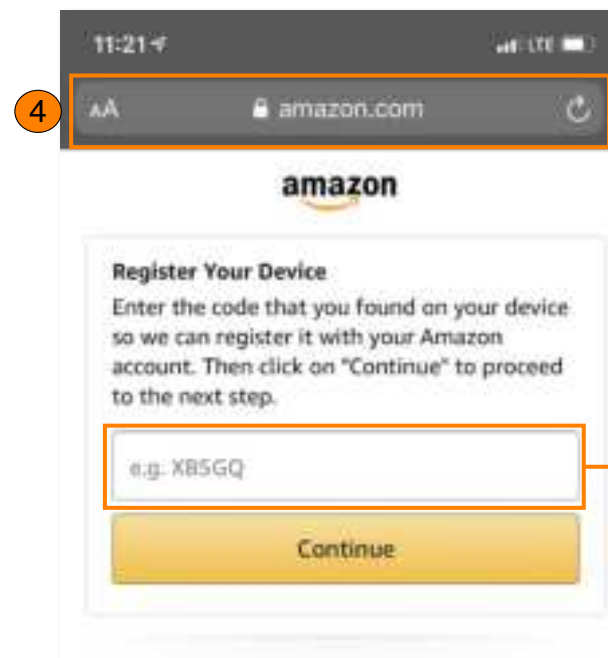 11:21 LTE
4
AA amazon.com
amazon
Register Your Device
Enter the code that you found on your device
so we can register it with your Amazon
account. Then click on "Continue" to proceed
to the next step.
e.g. XB5GQ
Continue